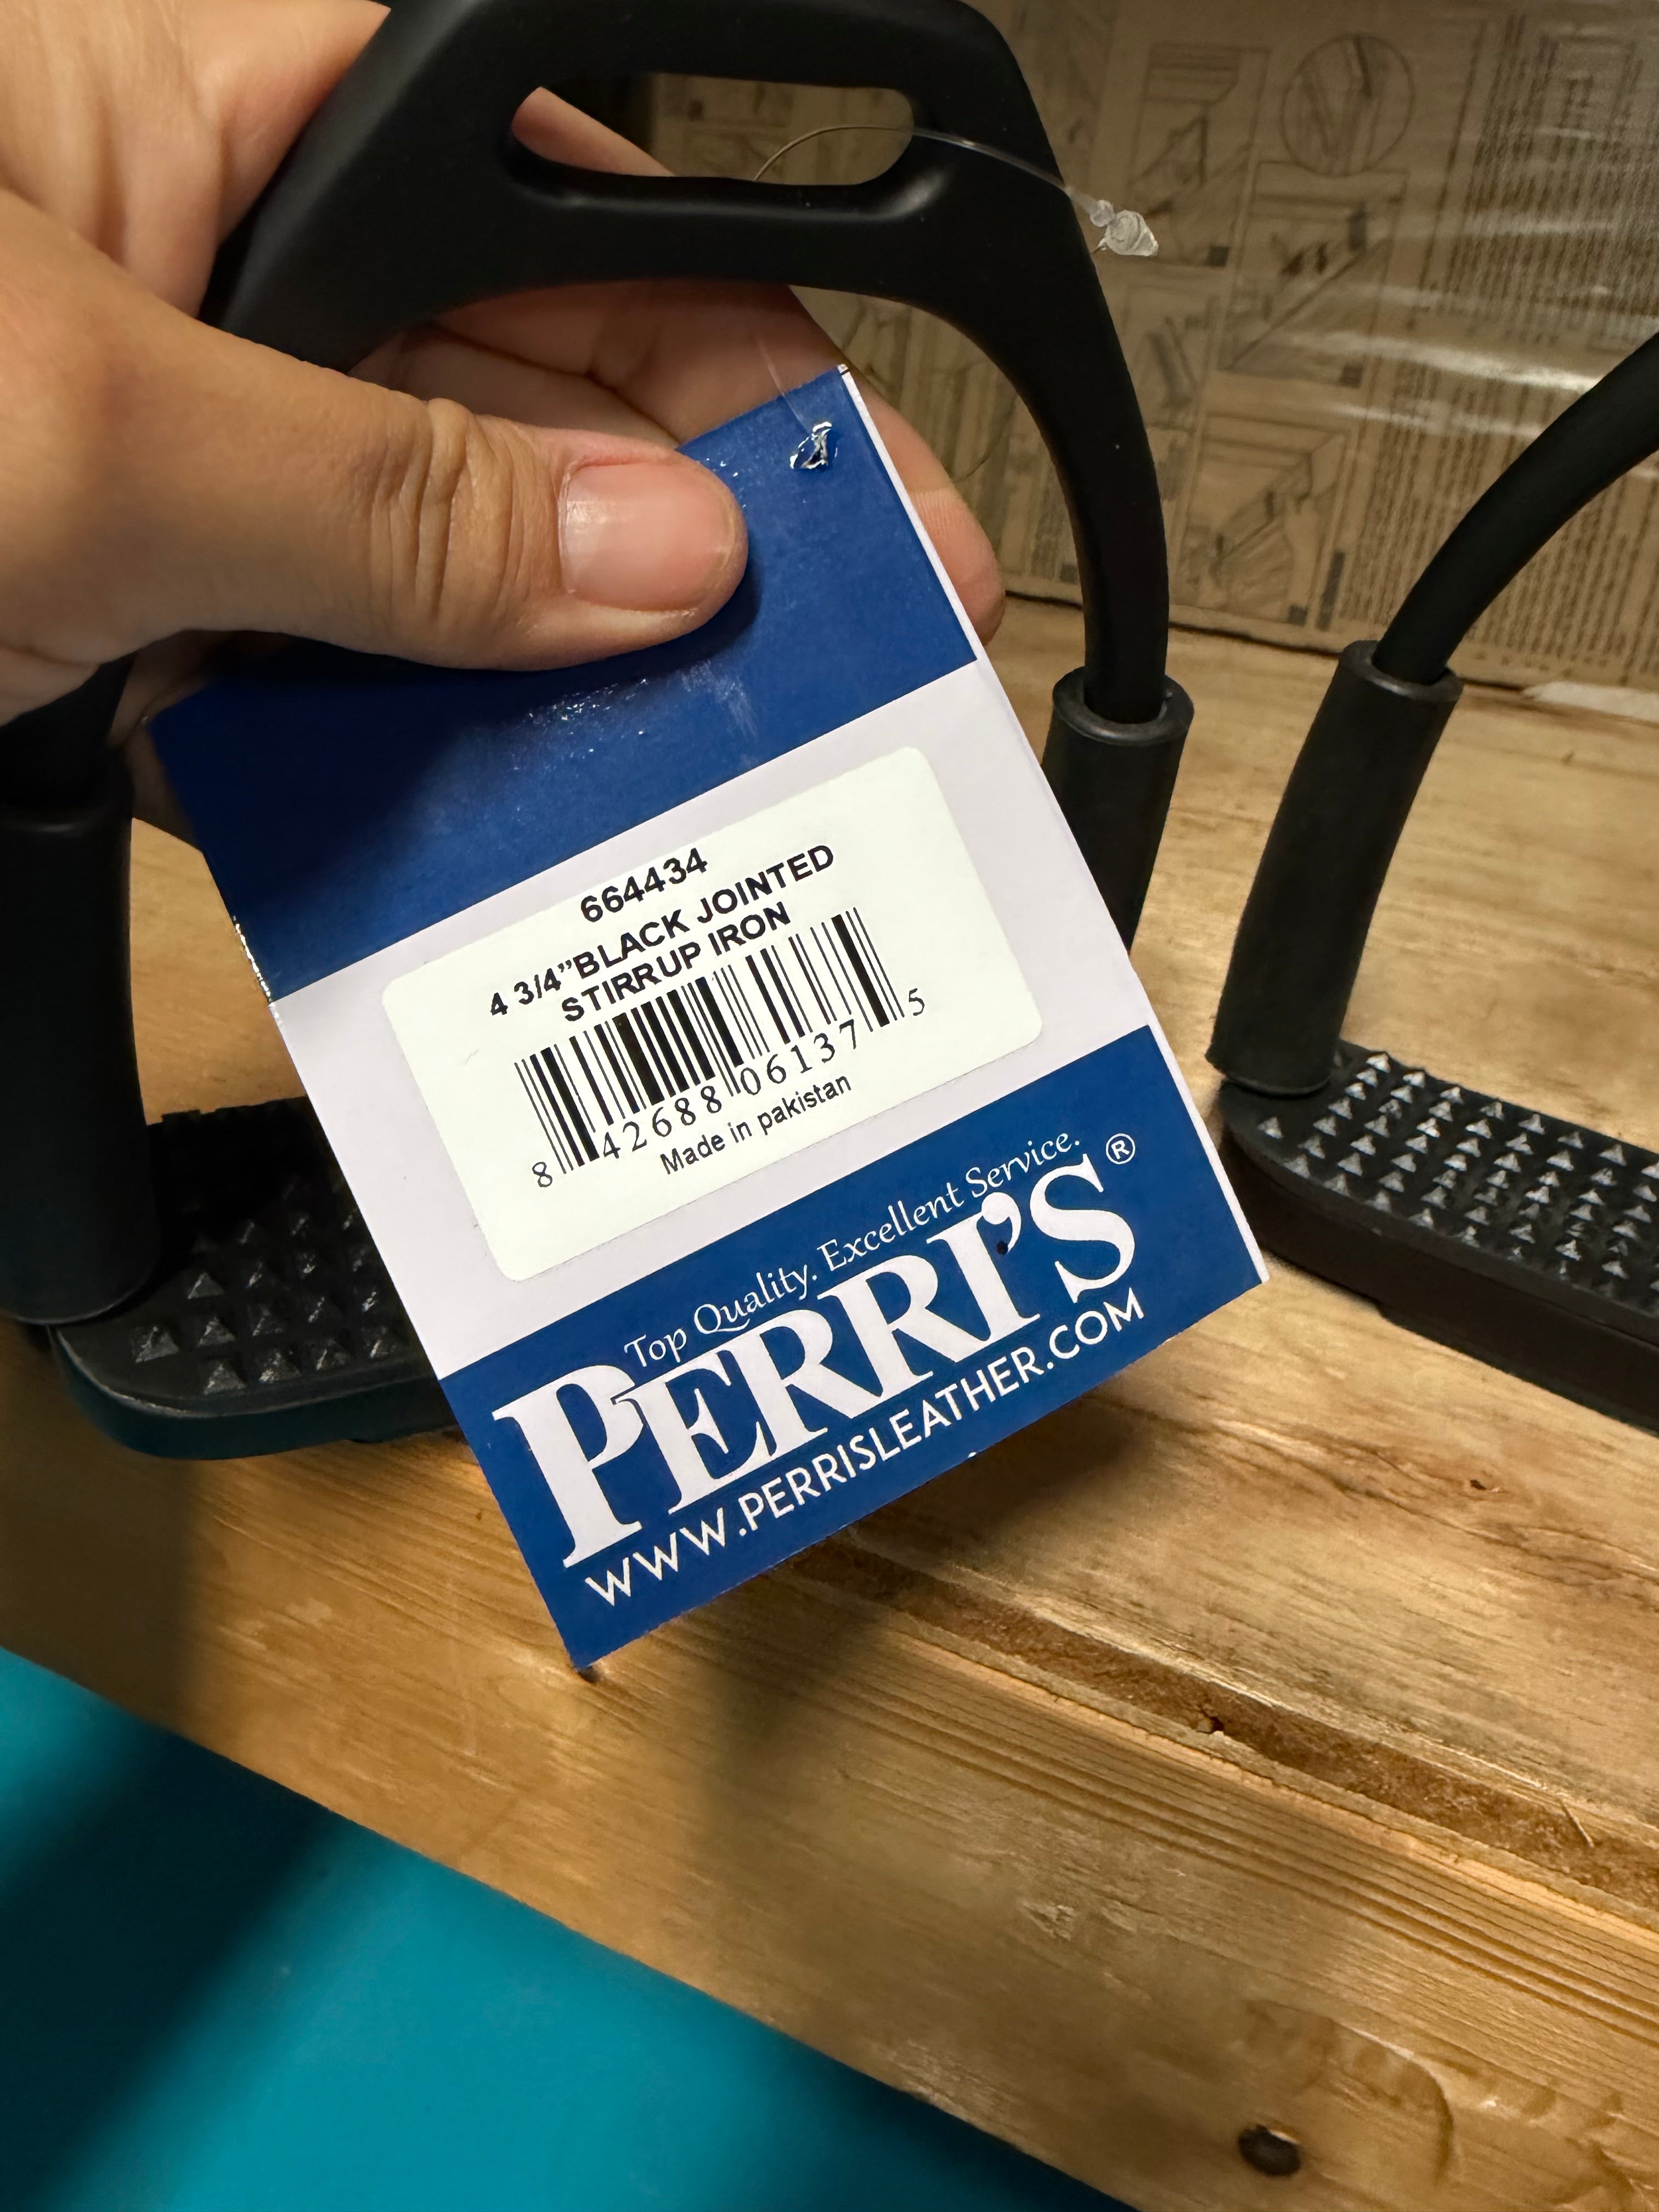 664434
4 3/4”BLACK JOINTED
STIRRUP IRON
8 42688 06137 5
Made in pakistan
Top Quality. Excellent Service.
PERRI’S®
WWW.PERRISLEATHER.COM